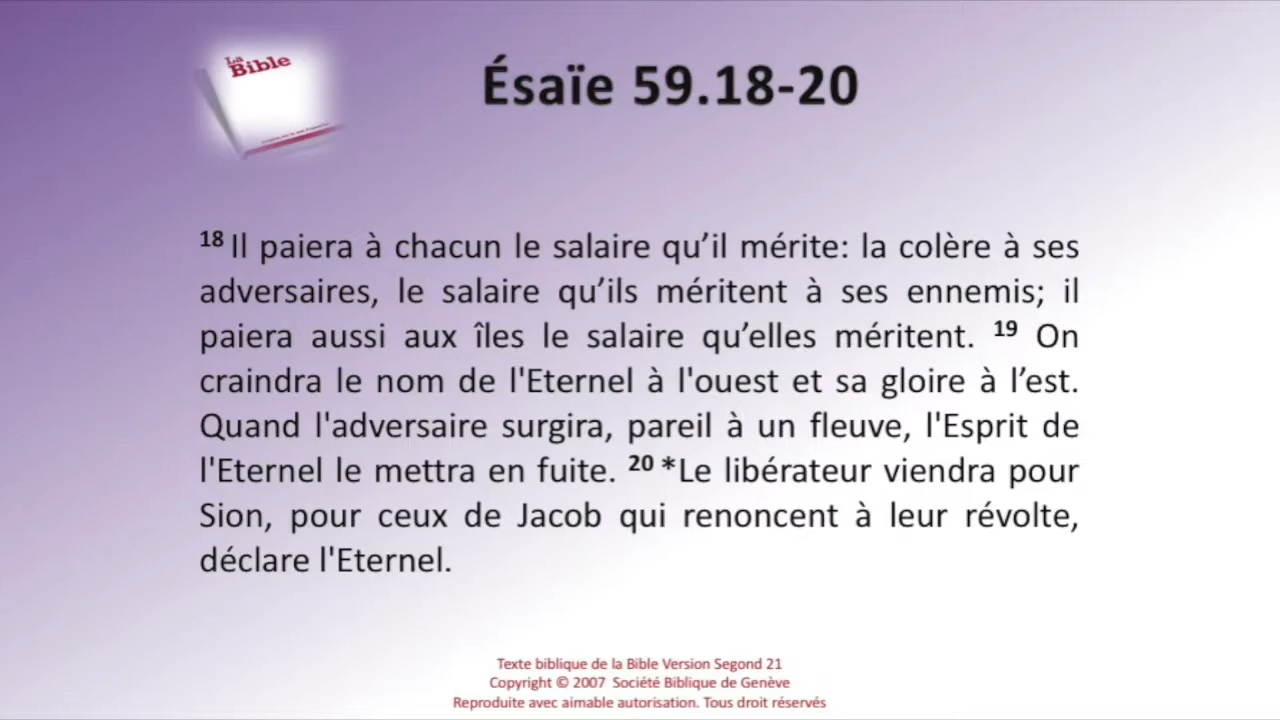 La
Bible
Ésaïe 59.18-20
18 Il paiera à chacun le salaire qu’il mérite: la colère à ses
adversaires, le salaire qu’ils méritent à ses ennemis; il
paiera aussi aux îles le salaire qu’elles méritent. 19 On
craindra le nom de l'Eternel à l'ouest et sa gloire à l’est.
Quand l'adversaire surgira, pareil à un fleuve, l'Esprit de
l'Eternel le mettra en fuite. 20 *Le libérateur viendra pour
Sion, pour ceux de Jacob qui renoncent à leur révolte,
déclare l'Eternel.
Texte biblique de la Bible Version Segond 21
Copyright © 2007 Société Biblique de Genève
Reproduite avec aimable autorisation. Tous droit réservés